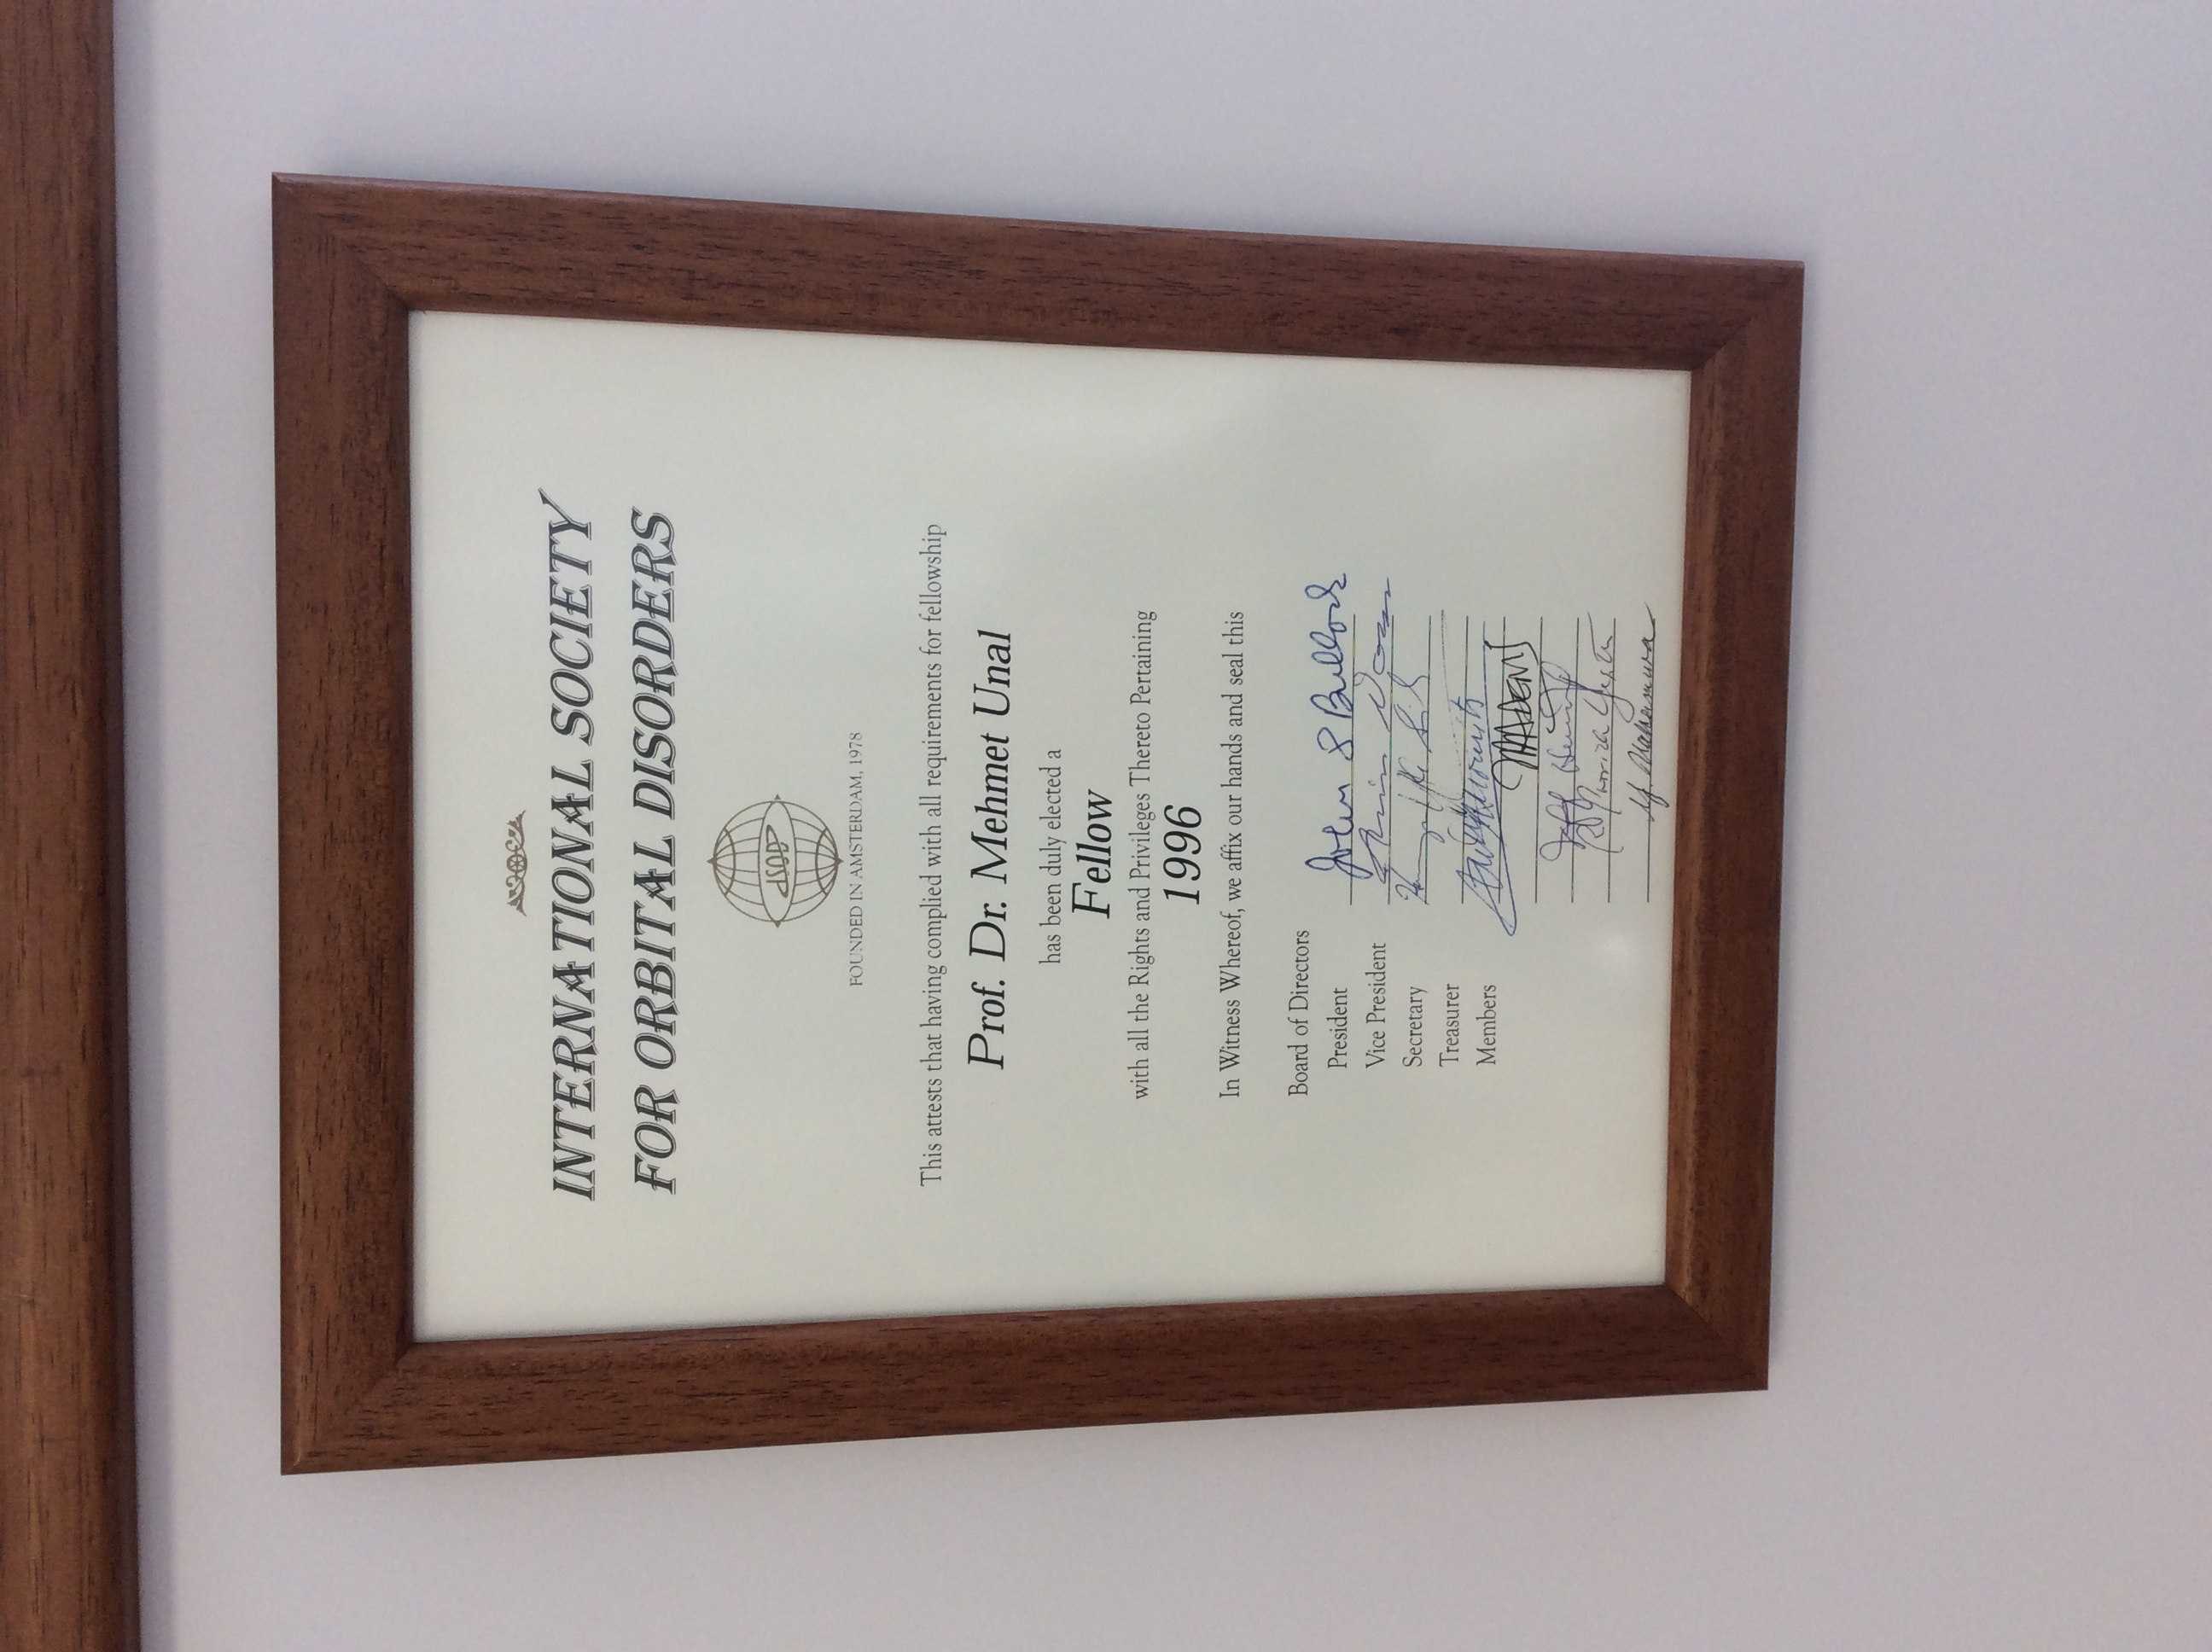 INTERNATIONAL SOCIETY
FOR ORBITAL DISORDERS
FOUNDED IN AMSTERDAM, 1978
This attests that having complied with all requirements for fellowship
Prof. Dr. Mehmet Unal
has been duly elected a
Fellow
with all the Rights and Privileges Thereto Pertaining
1996
In Witness Whereof, we affix our hands and seal this
Board of Directors
President John S Bullock
Vice President
Secretary
Treasurer
Members